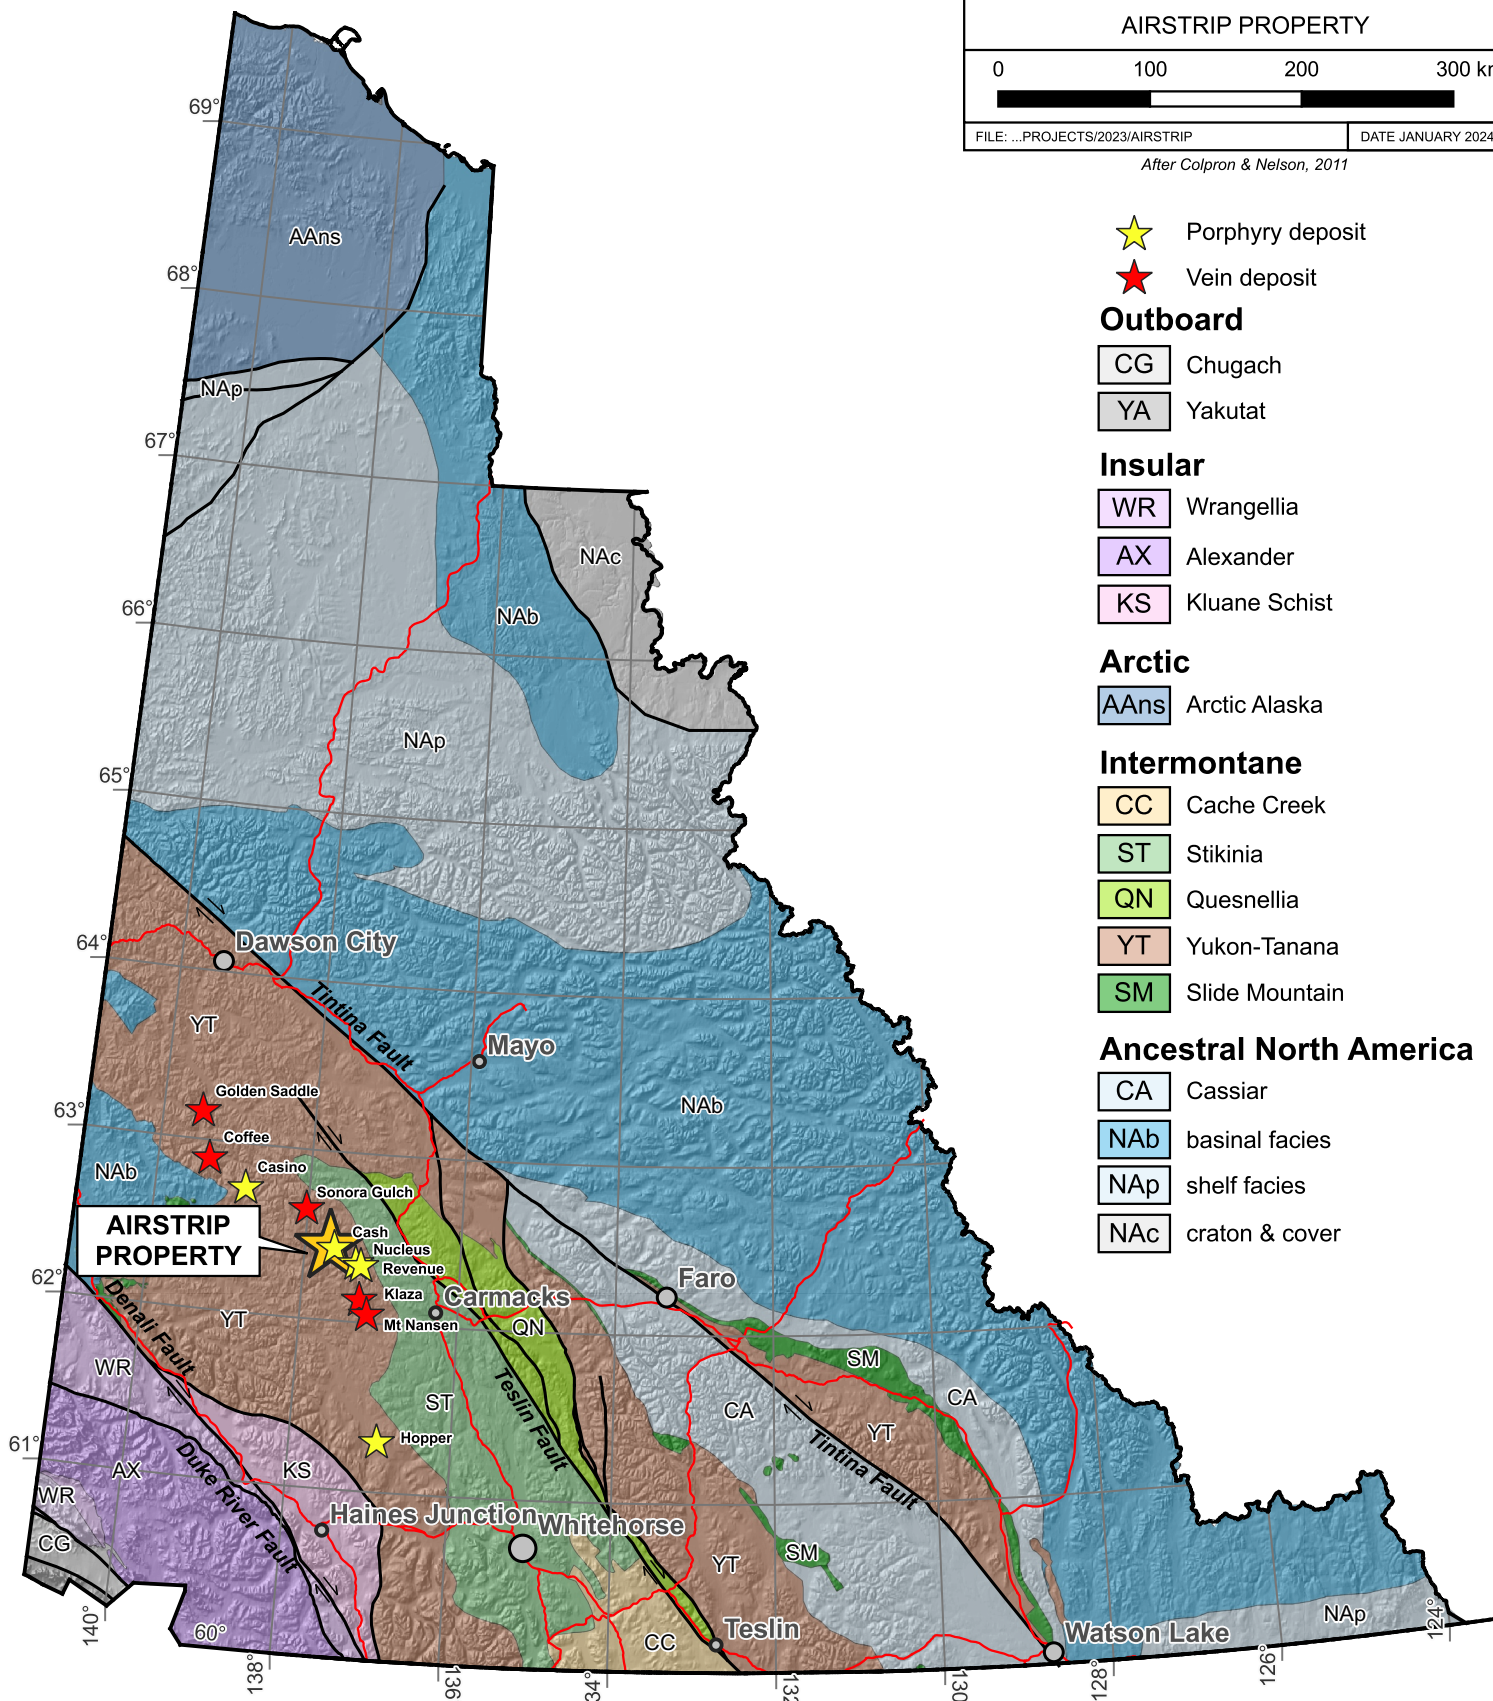 AIRSTRIP PROPERTY
0 100 200 300 km
FILE: ...PROJECTS/2023/AIRSTRIP
DATE JANUARY 2024
After Colpron & Nelson, 2011
Porphyry deposit
Vein deposit
Outboard
CG Chugach
YA Yakutat
Insular
WR Wrangellia
AX Alexander
KS Kluane Schist
Arctic
AAns Arctic Alaska
Intermontane
CC Cache Creek
ST Stikinia
QN Quesnellia
YT Yukon-Tanana
SM Slide Mountain
Ancestral North America
CA Cassiar
NAb basinal facies
NAp shelf facies
NAc craton & cover
69°
AAns
68°
NAp
67°
NAc
66°
NAb
NAp
65°
64°
Dawson City
Tintina Fault
YT
Mayo
Golden Saddle
NAb
63°
Coffee
Casino
NAb
Sonora Gulch
AIRSTRIP
PROPERTY
Cash
Nucleus
Revenue
62°
Faro
Klaza
Carmacks
Mt Nansen
Denali Fault
YT
QN
WR
SM
ST
Teslin Fault
CA
CA
YT
Hopper
61°
Tintina Fault
AX
KS
Duke River Fault
WR
Haines Junction
Whitehorse
CG
YT
SM
NAp
140°
60°
Teslin
Watson Lake
CC
124°
138°
136°
134°
132°
130°
128°
126°